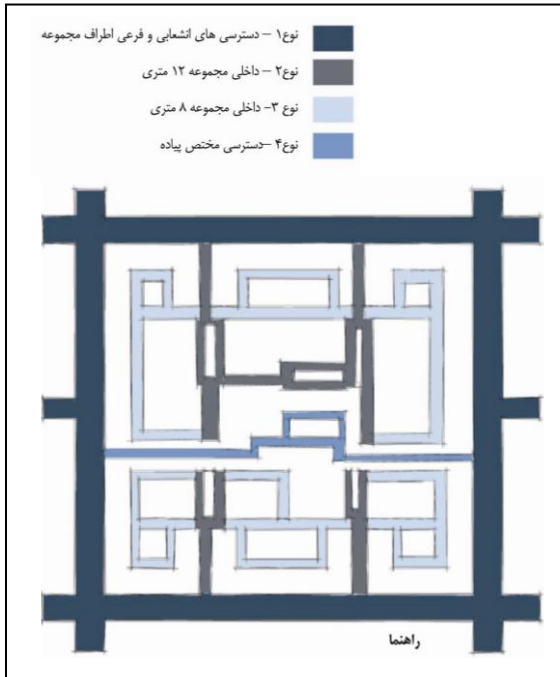 نوع۱ – دسترسی های انشعابی و فرعی اطراف مجموعه
نوع۲ – داخلی مجموعه ۱۲ متری
نوع ۳- داخلی مجموعه ۸ متری
نوع۴ –دسترسی مختص پیاده
راهنما